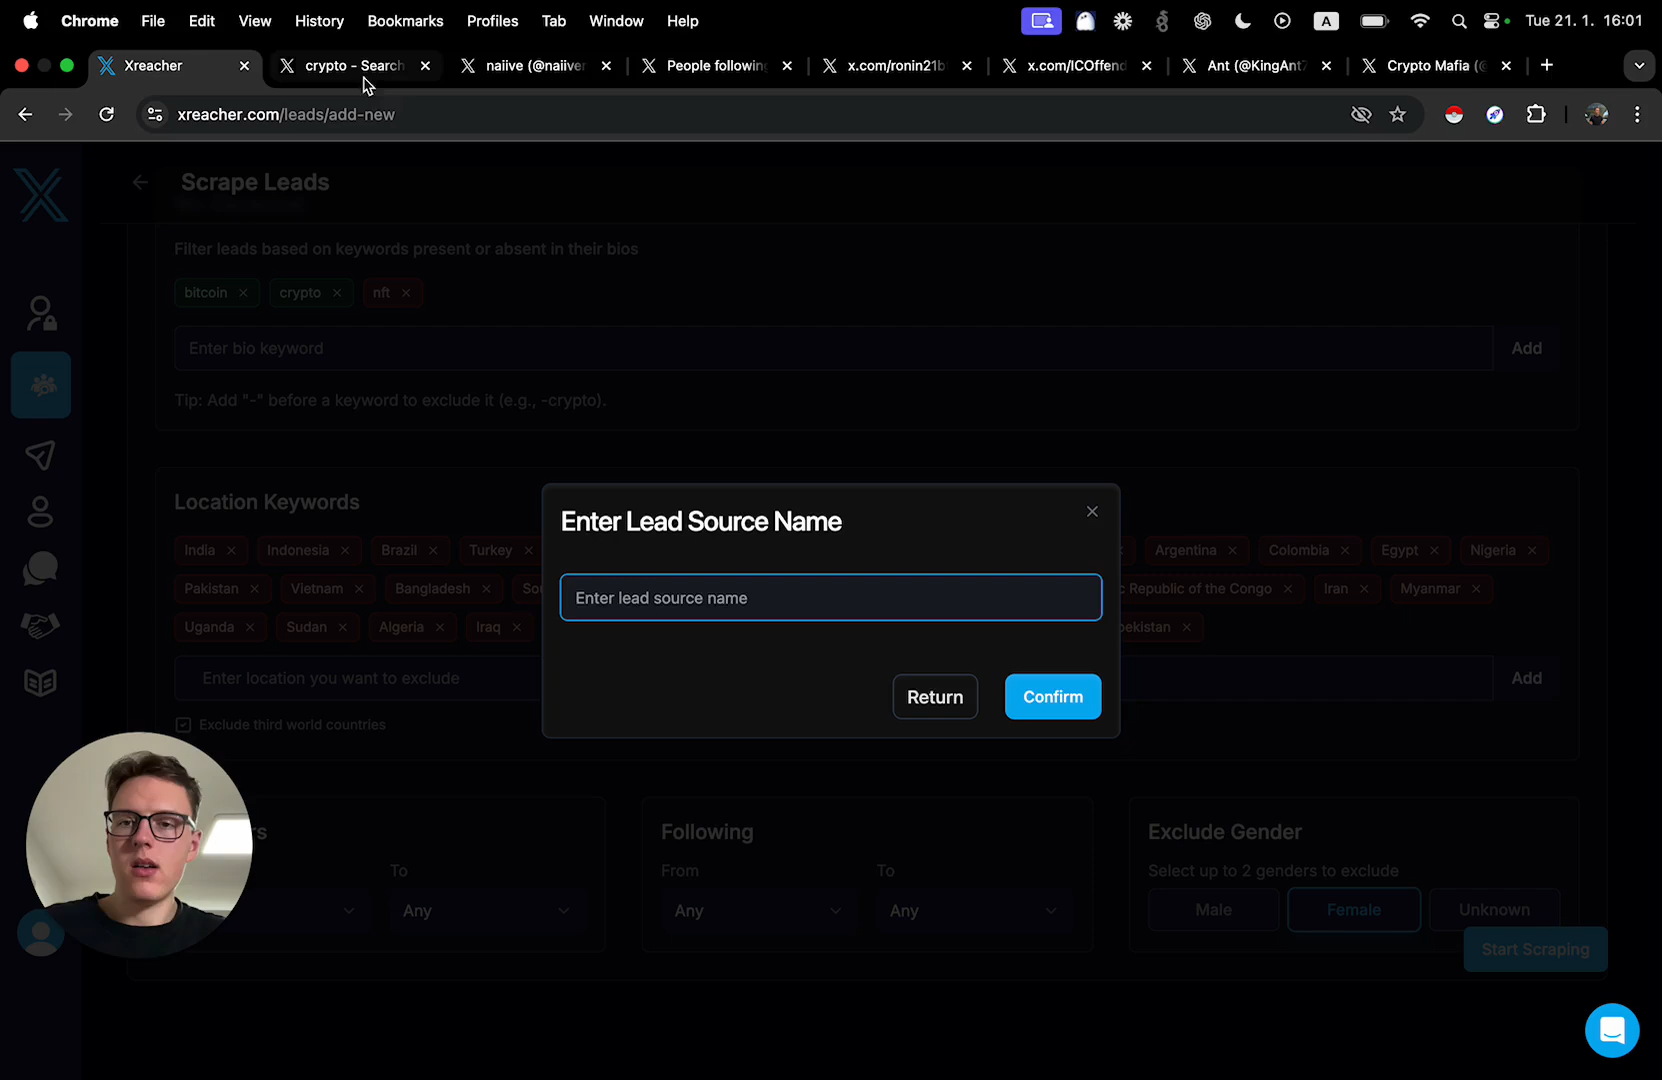 Chrome File Edit View History Bookmarks Profiles Tab Window Help A Tue 21. 1. 16:01
Xreacher crypto - Search naiive (@naiive People following x.com/ronin21b x.com/ICOffend Ant (@KingAnt Crypto Mafia (
xreacher.com/leads/add-new
Scrape Leads
Filter leads based on keywords present or absent in their bios
bitcoin crypto nft
Enter bio keyword Add
Tip: Add "-" before a keyword to exclude it (e.g., -crypto).
Location Keywords
Enter Lead Source Name
India Indonesia Brazil Turkey Argentina Colombia Egypt Nigeria
Pakistan Vietnam Bangladesh Sou c Republic of the Congo Iran Myanmar
Enter lead source name
Uganda Sudan Algeria Iraq bekistan
Enter location you want to exclude Add
Return Confirm
Exclude third world countries
rs Following Exclude Gender
To From To Select up to 2 genders to exclude
Any Any Any Male Female Unknown
Start Scraping